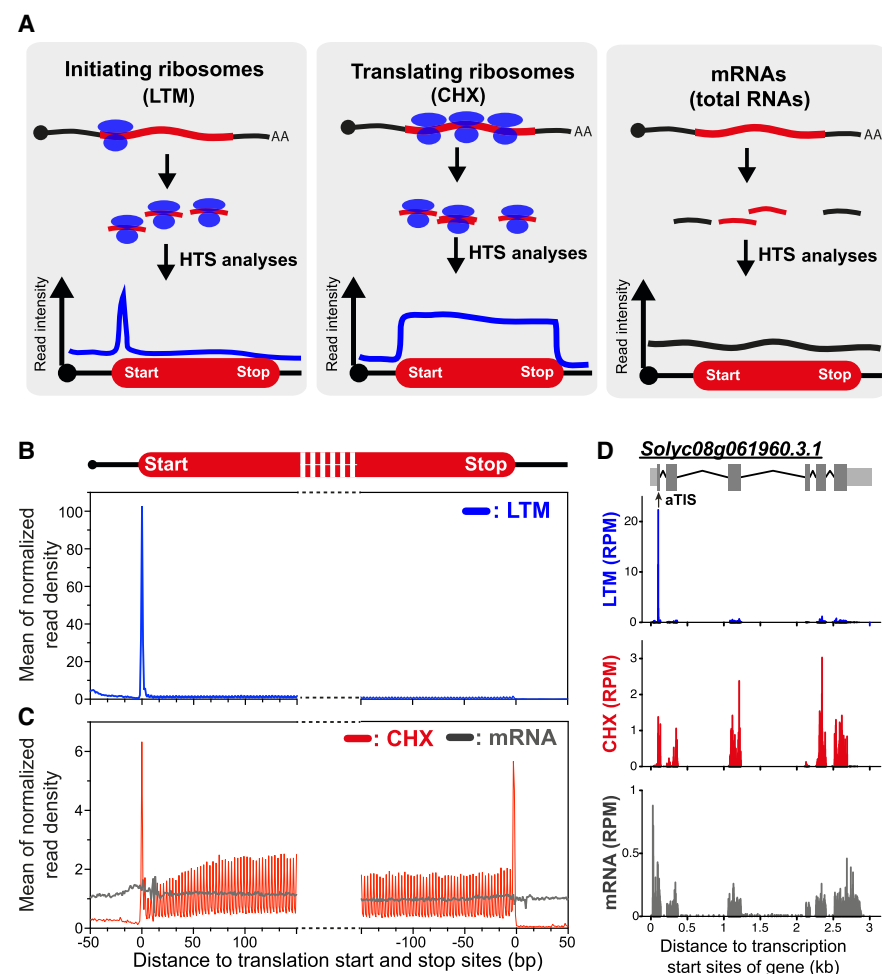 A
Initiating ribosomes
(LTM)
AA
HTS analyses
Read intensity
Start
Stop
Translating ribosomes
(CHX)
AA
HTS analyses
Read intensity
Start
Stop
mRNAs
(total RNAs)
AA
HTS analyses
Read intensity
Start
Stop
B
Start
Stop
: LTM
Mean of normalized
read density
100
80
60
40
20
0
C
: CHX
: mRNA
Mean of normalized
read density
6
4
2
0
-50
0
50
100
-100
-50
0
50
Distance to translation start and stop sites (bp)
D
Solyc08g061960.3.1
aTIS
LTM (RPM)
20
10
0
CHX (RPM)
3
2
1
0
mRNA (RPM)
1
0.5
0
0
0.5
1
1.5
2
2.5
3
Distance to transcription
start sites of gene (kb)